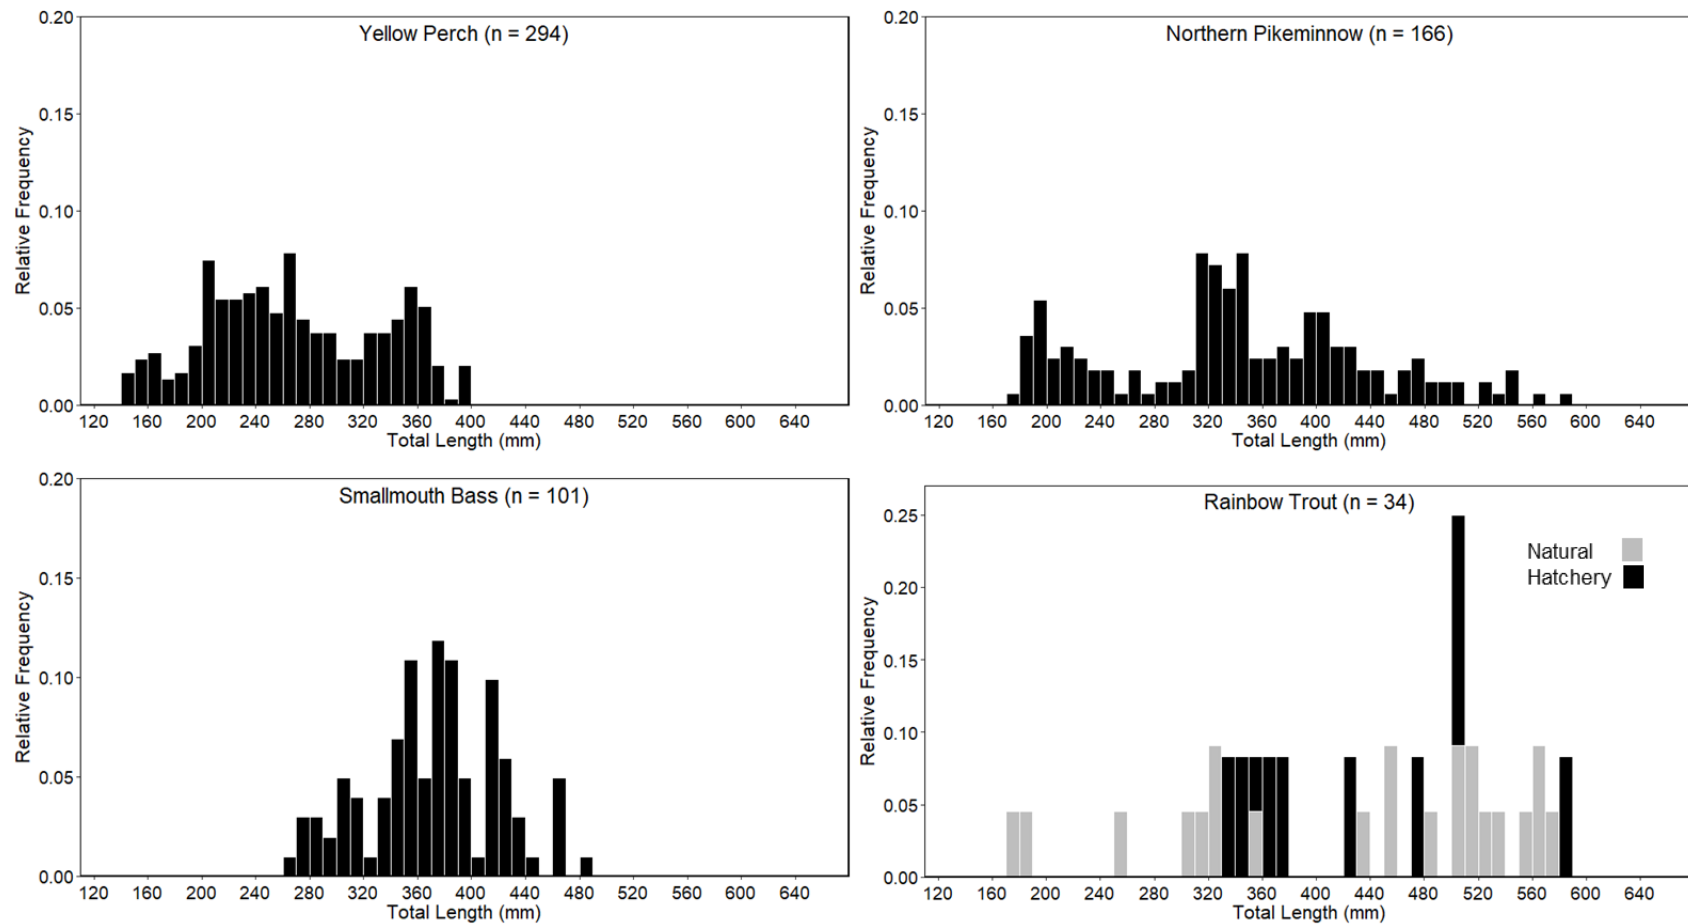 Yellow Perch (n = 294)
0.20
0.15
0.10
0.05
0.00
Relative Frequency
120 160 200 240 280 320 360 400 440 480 520 560 600 640
Total Length (mm)
Northern Pikeminnow (n = 166)
0.20
0.15
0.10
0.05
0.00
Relative Frequency
120 160 200 240 280 320 360 400 440 480 520 560 600 640
Total Length (mm)
Smallmouth Bass (n = 101)
0.20
0.15
0.10
0.05
0.00
Relative Frequency
120 160 200 240 280 320 360 400 440 480 520 560 600 640
Total Length (mm)
Rainbow Trout (n = 34)
Natural
Hatchery
0.25
0.20
0.15
0.10
0.05
0.00
Relative Frequency
120 160 200 240 280 320 360 400 440 480 520 560 600 640
Total Length (mm)